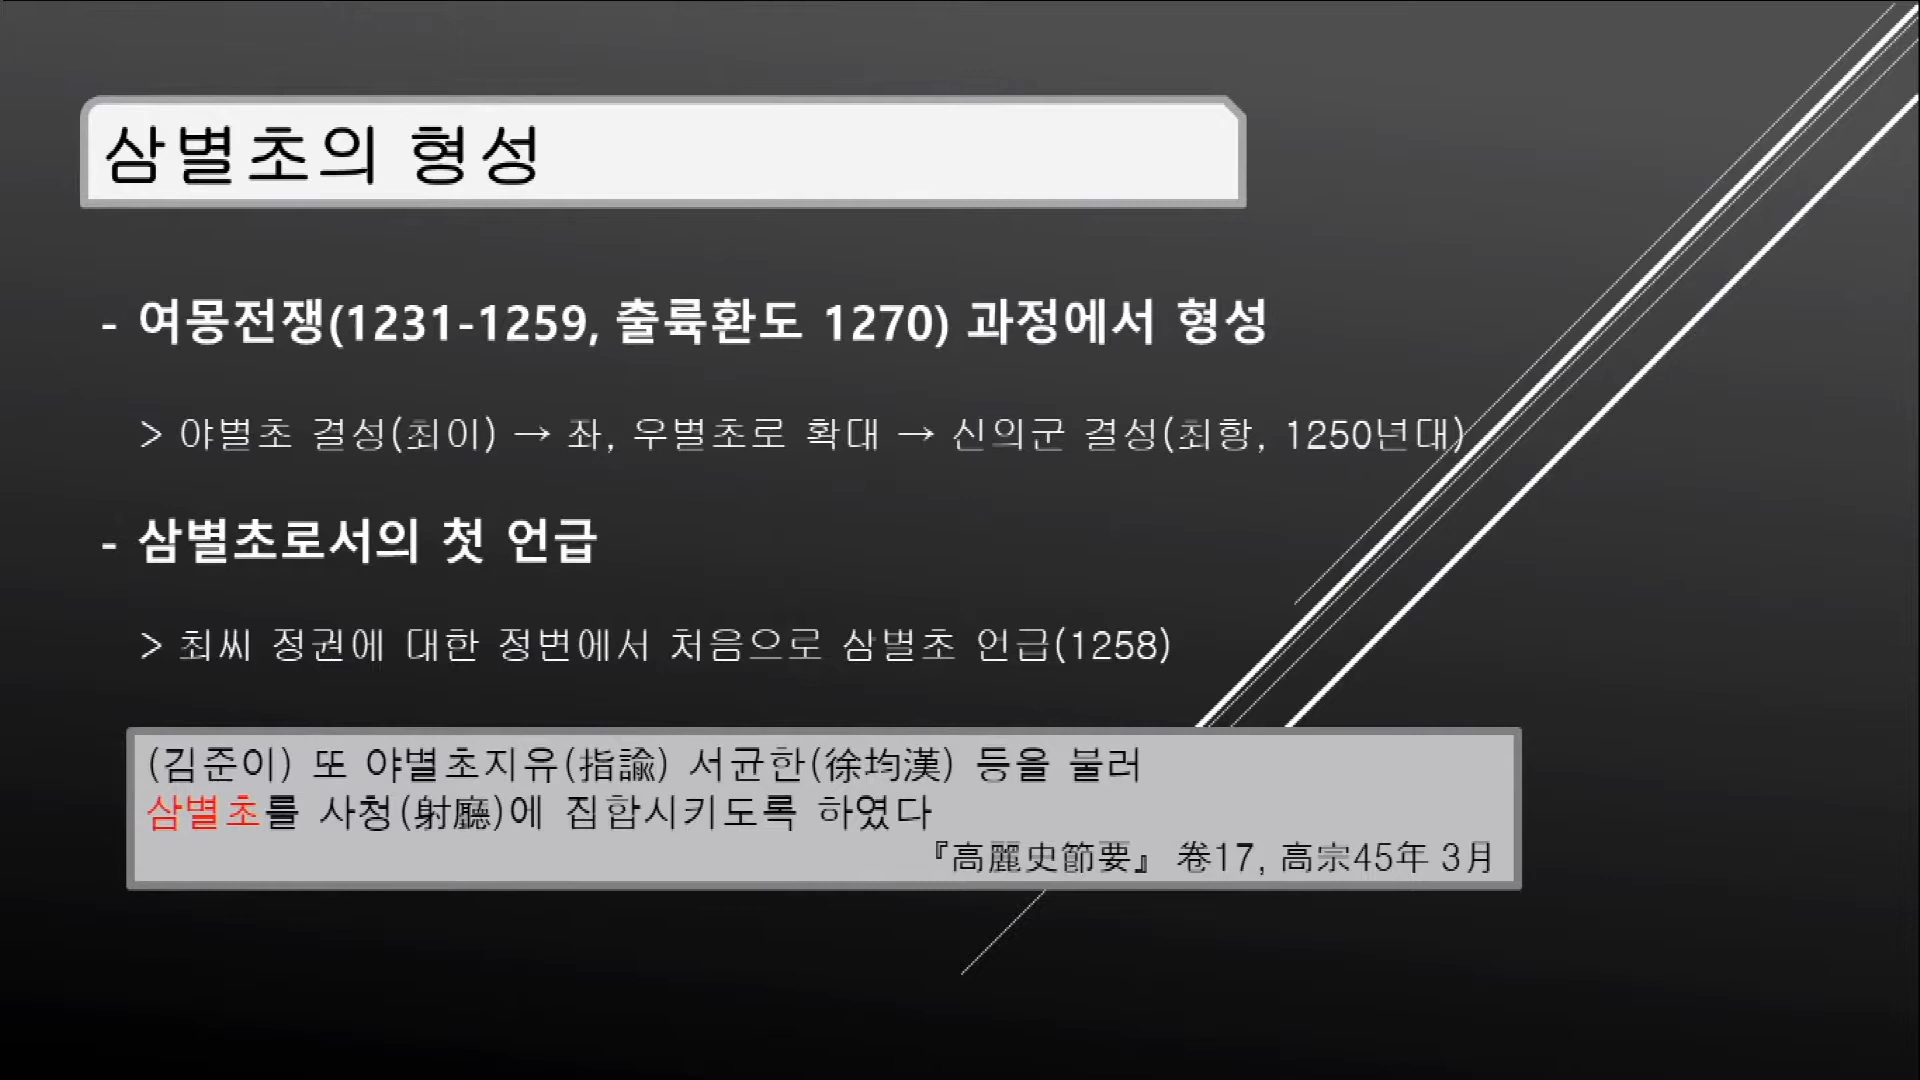 삼별초의 형성
- 여몽전쟁(1231-1259, 출륙환도 1270) 과정에서 형성
> 야별초 결성(최이) → 좌, 우별초로 확대 → 신의군 결성(최항, 1250년대)
- 삼별초로서의 첫 언급
> 최씨 정권에 대한 정변에서 처음으로 삼별초 언급(1258)
(김준이) 또 야별초지유(指諭) 서균한(徐均漢) 등을 불러
삼별초를 사청(射廳)에 집합시키도록 하였다
『高麗史節要』 卷17, 高宗45年 3月